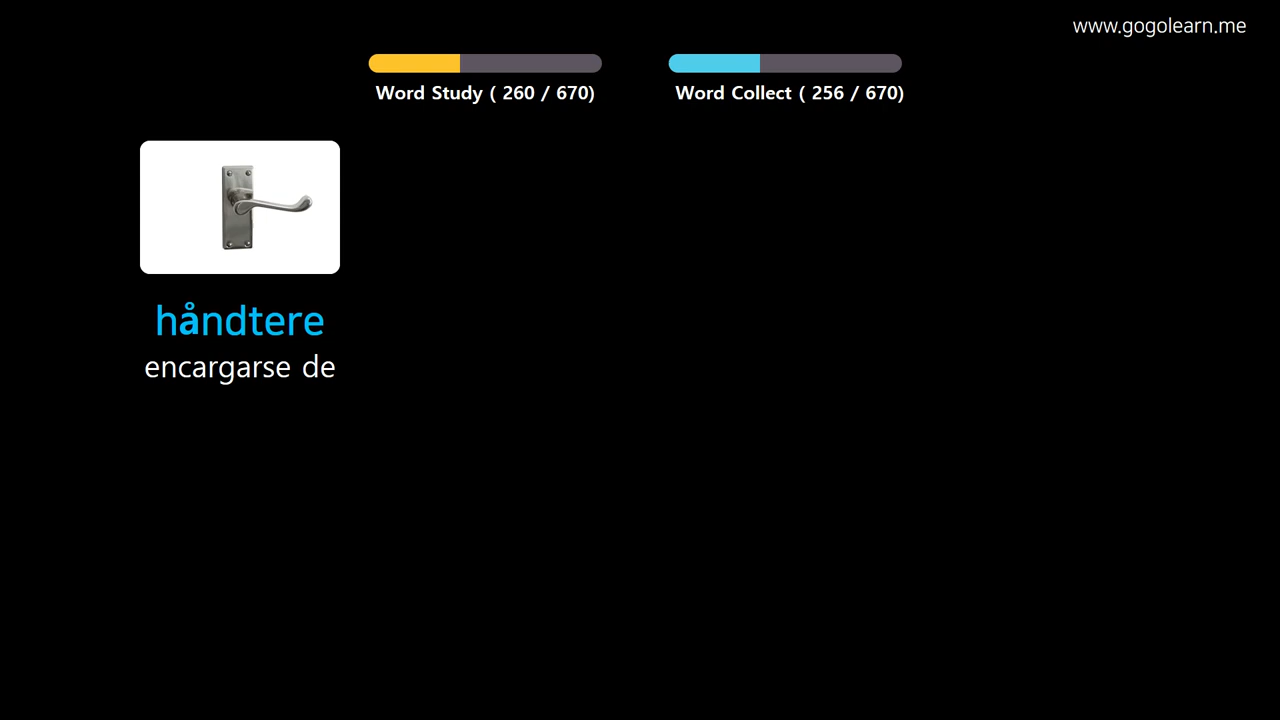 www.gogolearn.me
Word Study ( 260 / 670)
Word Collect ( 256 / 670)
håndtere
encargarse de